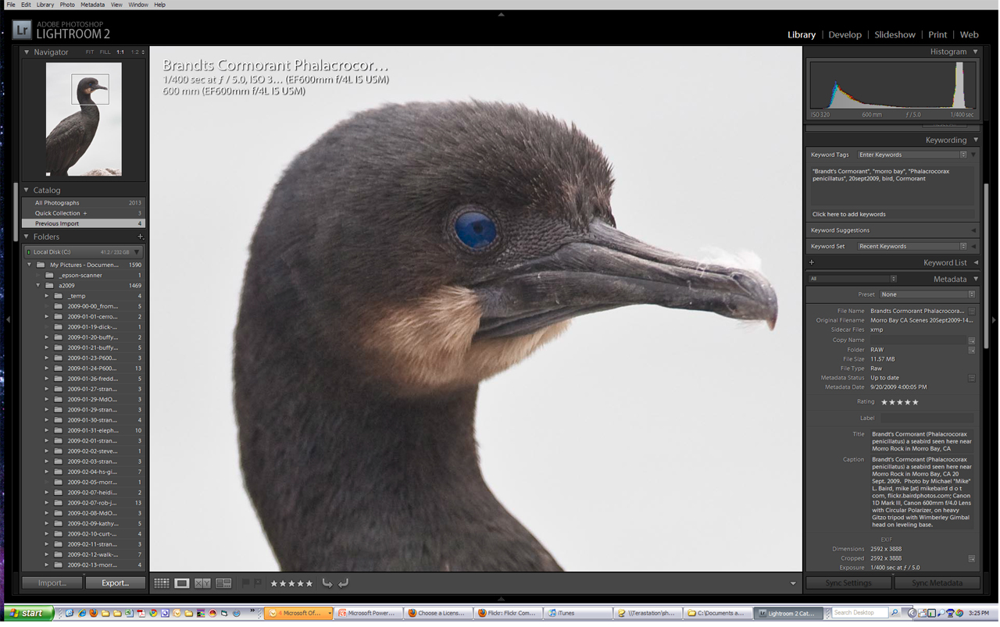 File Edit Library Photo Metadata View Window Help
Lr ADOBE PHOTOSHOP
LIGHTROOM 2
Library | Develop | Slideshow | Print | Web
Navigator FIT FILL 1:1 1:2
Catalog
All Photographs 2013
Quick Collection + 3
Previous Import 4
Folders +
Local Disk (C:) 41.2 / 232 GB
My Pictures - Documen... 1590
_epson-scanner 1
a2009 1469
_temp 4
2009-00-00_from... 5
2009-01-01-cerro... 2
2009-01-19-dick-... 1
2009-01-20-buffy... 2
2009-01-21-buffy... 5
2009-01-23-P600... 3
2009-01-24-P600... 13
2009-01-26-fredd... 5
2009-01-27-stran... 3
2009-01-29-MdO... 3
2009-01-29-stran... 3
2009-01-30-stran... 4
2009-01-31-eleph... 10
2009-02-01-stran... 3
2009-02-02-steve... 1
2009-02-03-stran... 3
2009-02-04-hs-gi... 7
2009-02-05-morr... 1
2009-02-07-heidi... 2
2009-02-07-rob-j... 13
2009-02-08-MdO... 3
2009-02-09-kathy... 5
2009-02-10-curt-... 4
2009-02-11-stran... 3
2009-02-12-walk-... 7
2009-02-13-morr... 4
Import... Export...
Brandts Cormorant Phalacrocor...
1/400 sec at ƒ / 5.0, ISO 3... (EF600mm f/4L IS USM)
600 mm (EF600mm f/4L IS USM)
XY
Histogram
ISO 320 600 mm ƒ / 5.0 1/400 sec
Keywording
Keyword Tags Enter Keywords
"Brandt's Cormorant", "morro bay", "Phalacrocorax
penicillatus", 20sept2009, bird, Cormorant
Click here to add keywords
Keyword Suggestions
Keyword Set Recent Keywords
+ Keyword List
All Metadata
Preset None
File Name Brandts Cormorant Phalacrocora...
Original Filename Morro Bay CA Scenes 20Sept2009-14...
Sidecar Files xmp
Copy Name
Folder RAW
File Size 11.57 MB
File Type Raw
Metadata Status Up to date
Metadata Date 9/20/2009 4:00:05 PM
Rating ★★★★★
Label
Title Brandt's Cormorant (Phalacrocorax
penicillatus) a seabird seen here near
Morro Rock in Morro Bay, CA
Caption Brandt's Cormorant (Phalacrocorax
penicillatus) a seabird seen here near
Morro Rock in Morro Bay, CA 20
Sept. 2009. Photo by Michael "Mike"
L. Baird, mike [at] mikebaird d o t
com, flickr.bairdphotos.com; Canon
1D Mark III, Canon 600mm f/4.0 Lens
with Circular Polarizer, on heavy
Gitzo tripod with Wimberley Gimbal
head on leveling base.
EXIF
Dimensions 2592 x 3888
Cropped 2592 x 3888
Exposure 1/400 sec at ƒ / 5.0
Sync Settings Sync Metadata
start » 4 Microsoft Of... Microsoft Power... Choose a Licens... Flickr: Flickr Com... iTunes \\Terastation\sh... C:\Documents a... Lightroom 2 Cat... Search Desktop 3:25 PM